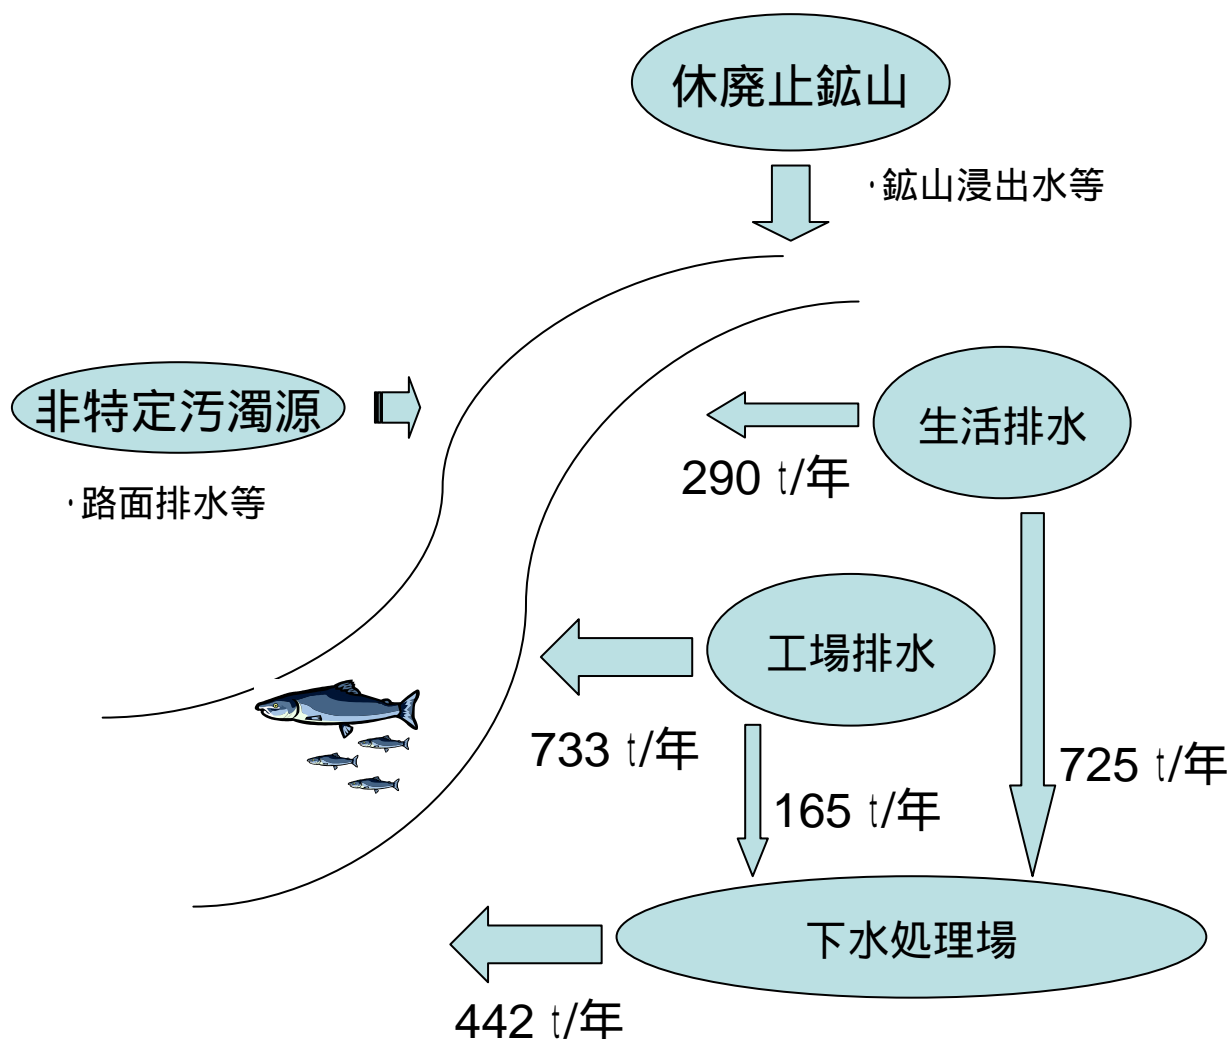 休廃止鉱山
・鉱山浸出水等
非特定汚濁源
・路面排水等
生活排水
290 t/年
工場排水
733 t/年
165 t/年
725 t/年
下水処理場
442 t/年